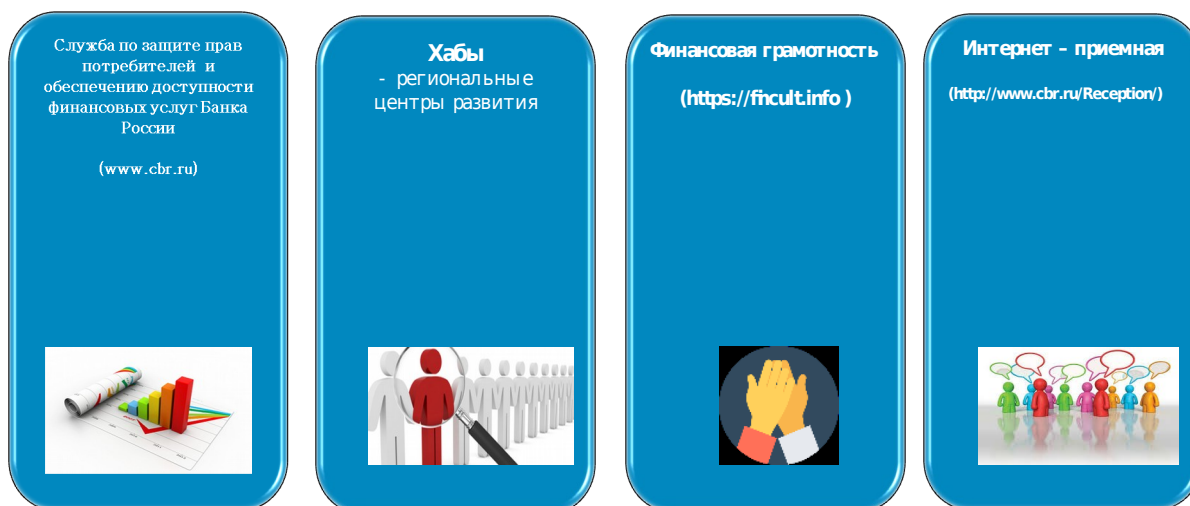 Служба по защите прав
потребителей и
обеспечению доступности
финансовых услуг Банка
России
(www.cbr.ru)
Хабы
- региональные
центры развития
Финансовая грамотность
(https://fincult.info )
Интернет – приемная
(http://www.cbr.ru/Reception/)